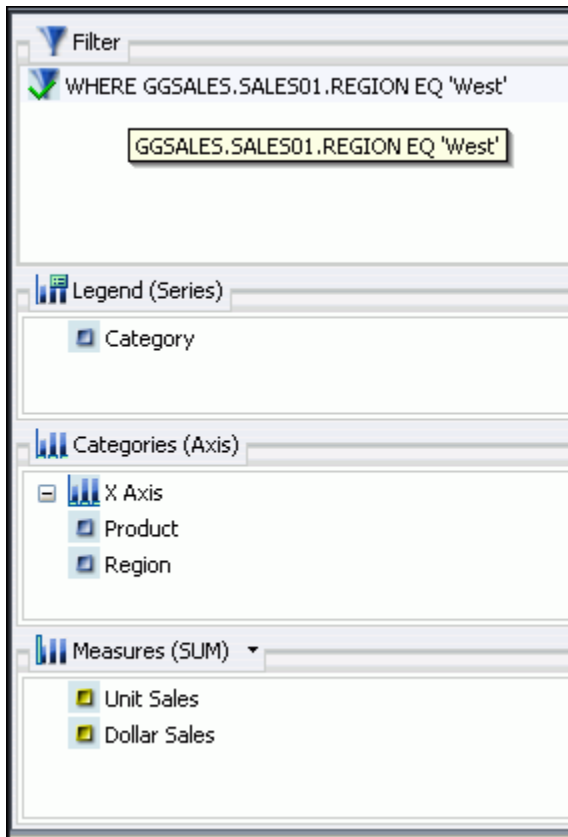 Filter
WHERE GGSALES.SALES01.REGION EQ 'West'
GGSALES.SALES01.REGION EQ 'West'
Legend (Series)
Category
Categories (Axis)
X Axis
Product
Region
Measures (SUM)
Unit Sales
Dollar Sales